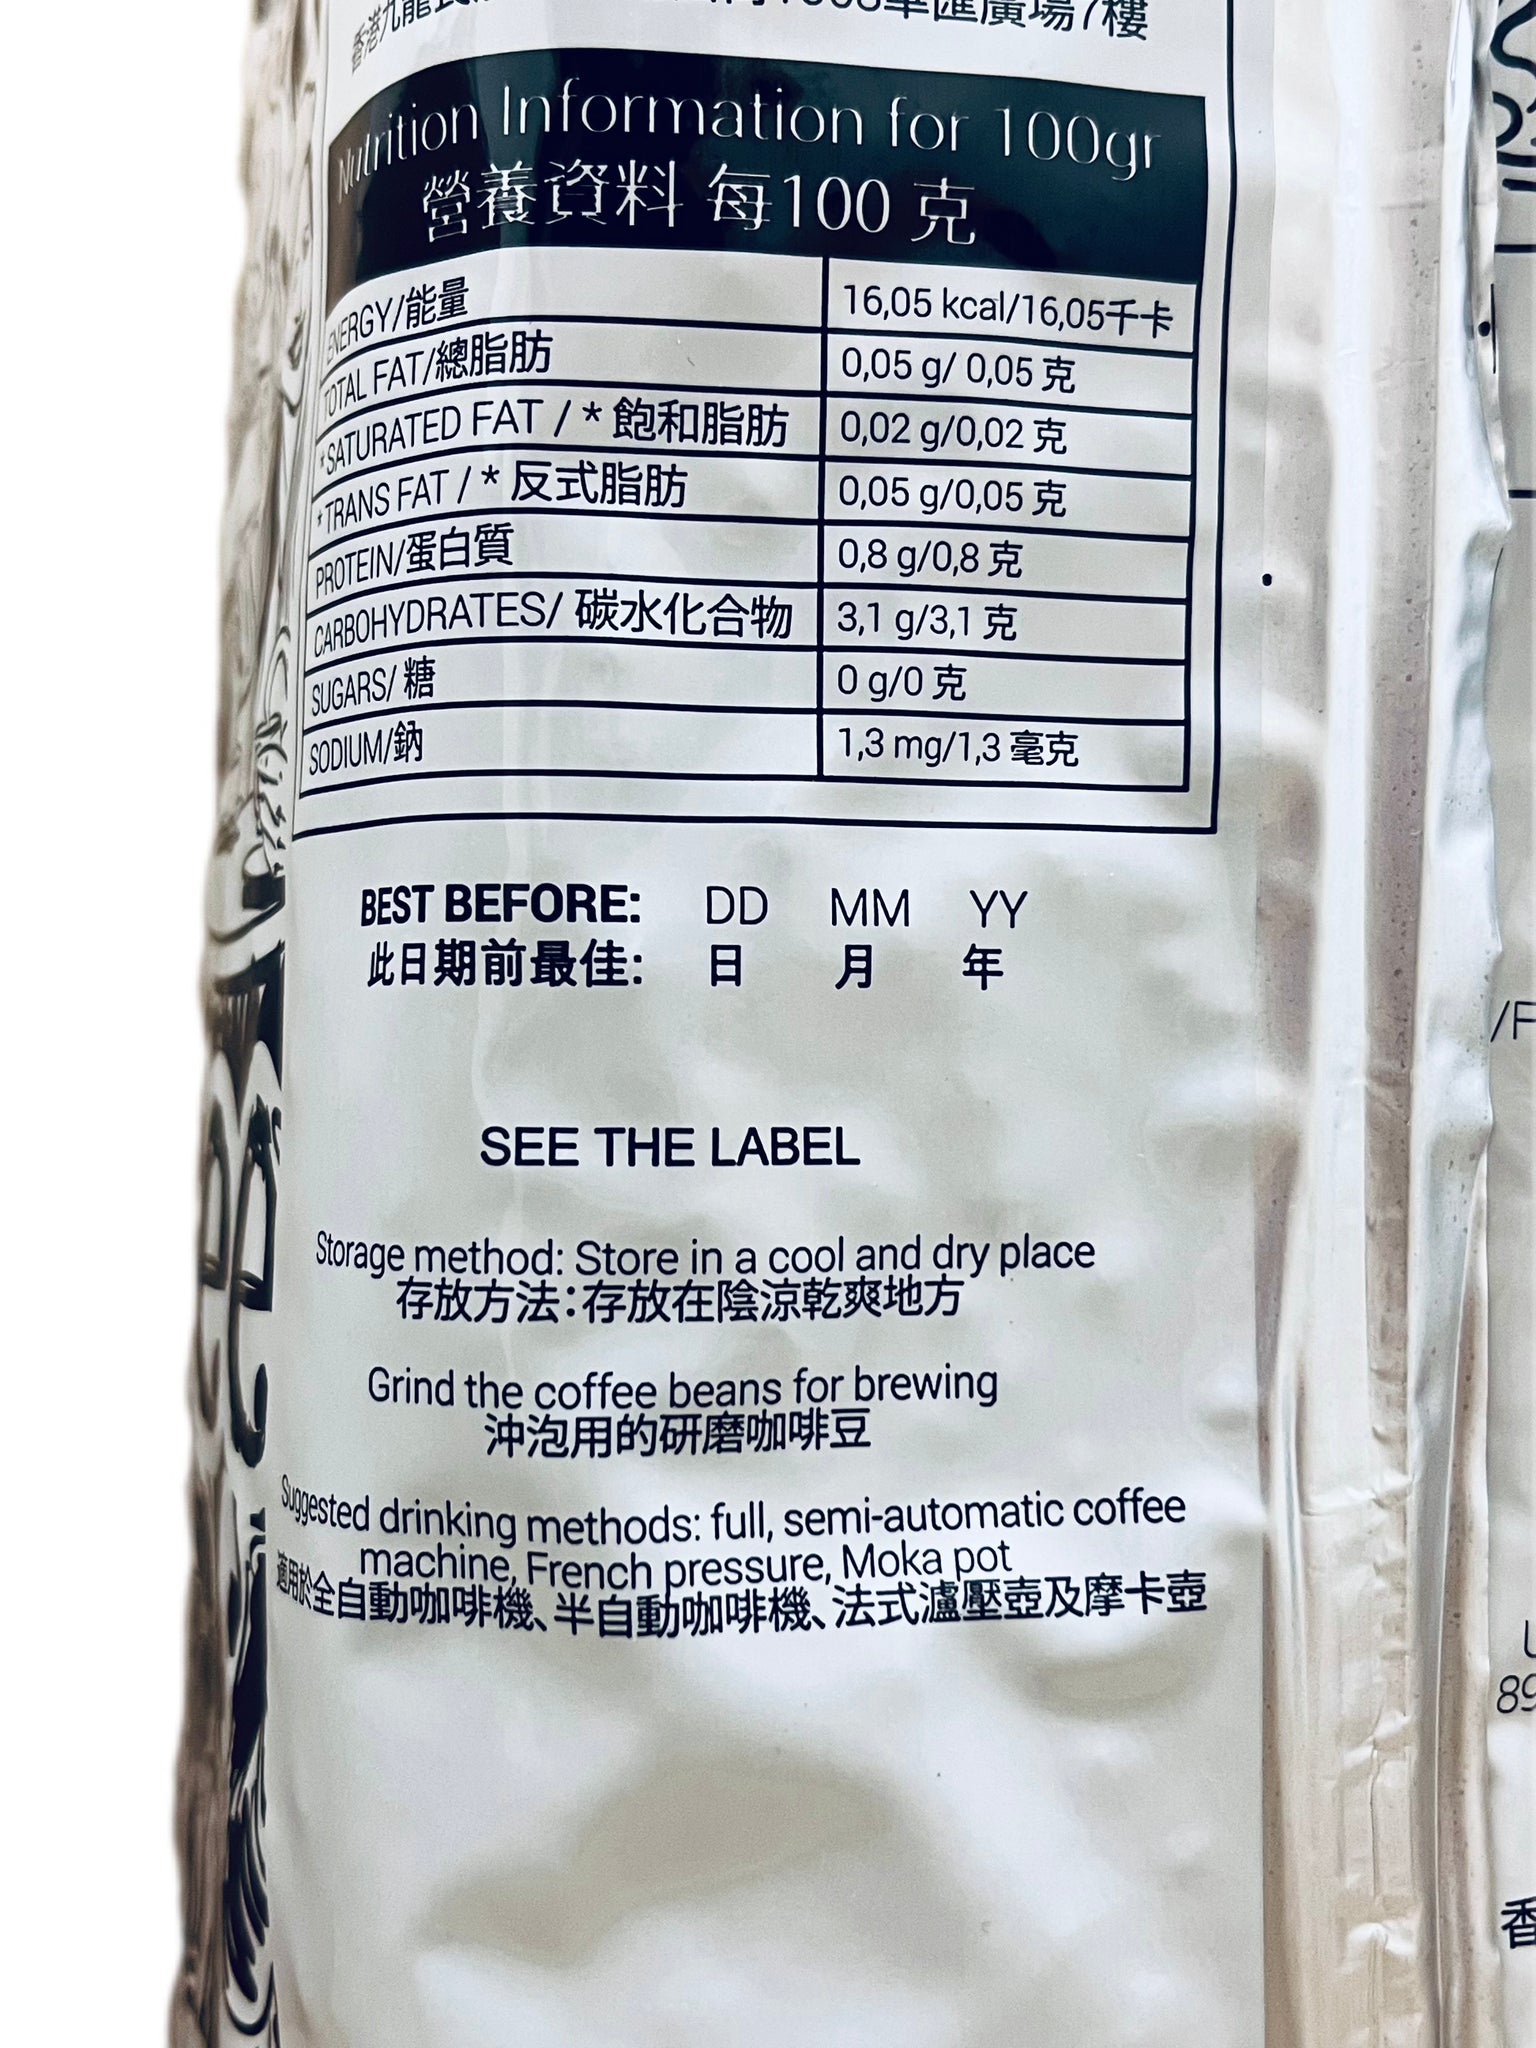 華匯廣場7樓
Nutrition Information for 100gr
營養資料 每100 克
ENERGY/能量 16,05 kcal/16,05千卡
TOTAL FAT/總脂肪 0,05 g/ 0,05 克
*SATURATED FAT / * 飽和脂肪 0,02 g/0,02 克
*TRANS FAT / * 反式脂肪 0,05 g/0,05 克
PROTEIN/蛋白質 0,8 g/0,8 克
CARBOHYDRATES/ 碳水化合物 3,1 g/3,1 克
SUGARS/ 糖 0 g/0 克
SODIUM/鈉 1,3 mg/1,3 毫克
BEST BEFORE: DD MM YY
此日期前最佳: 日 月 年
SEE THE LABEL
Storage method: Store in a cool and dry place
存放方法：存放在陰涼乾爽地方
Grind the coffee beans for brewing
沖泡用的研磨咖啡豆
Suggested drinking methods: full, semi-automatic coffee
machine, French pressure, Moka pot
適用於全自動咖啡機、半自動咖啡機、法式濾壓壺及摩卡壺